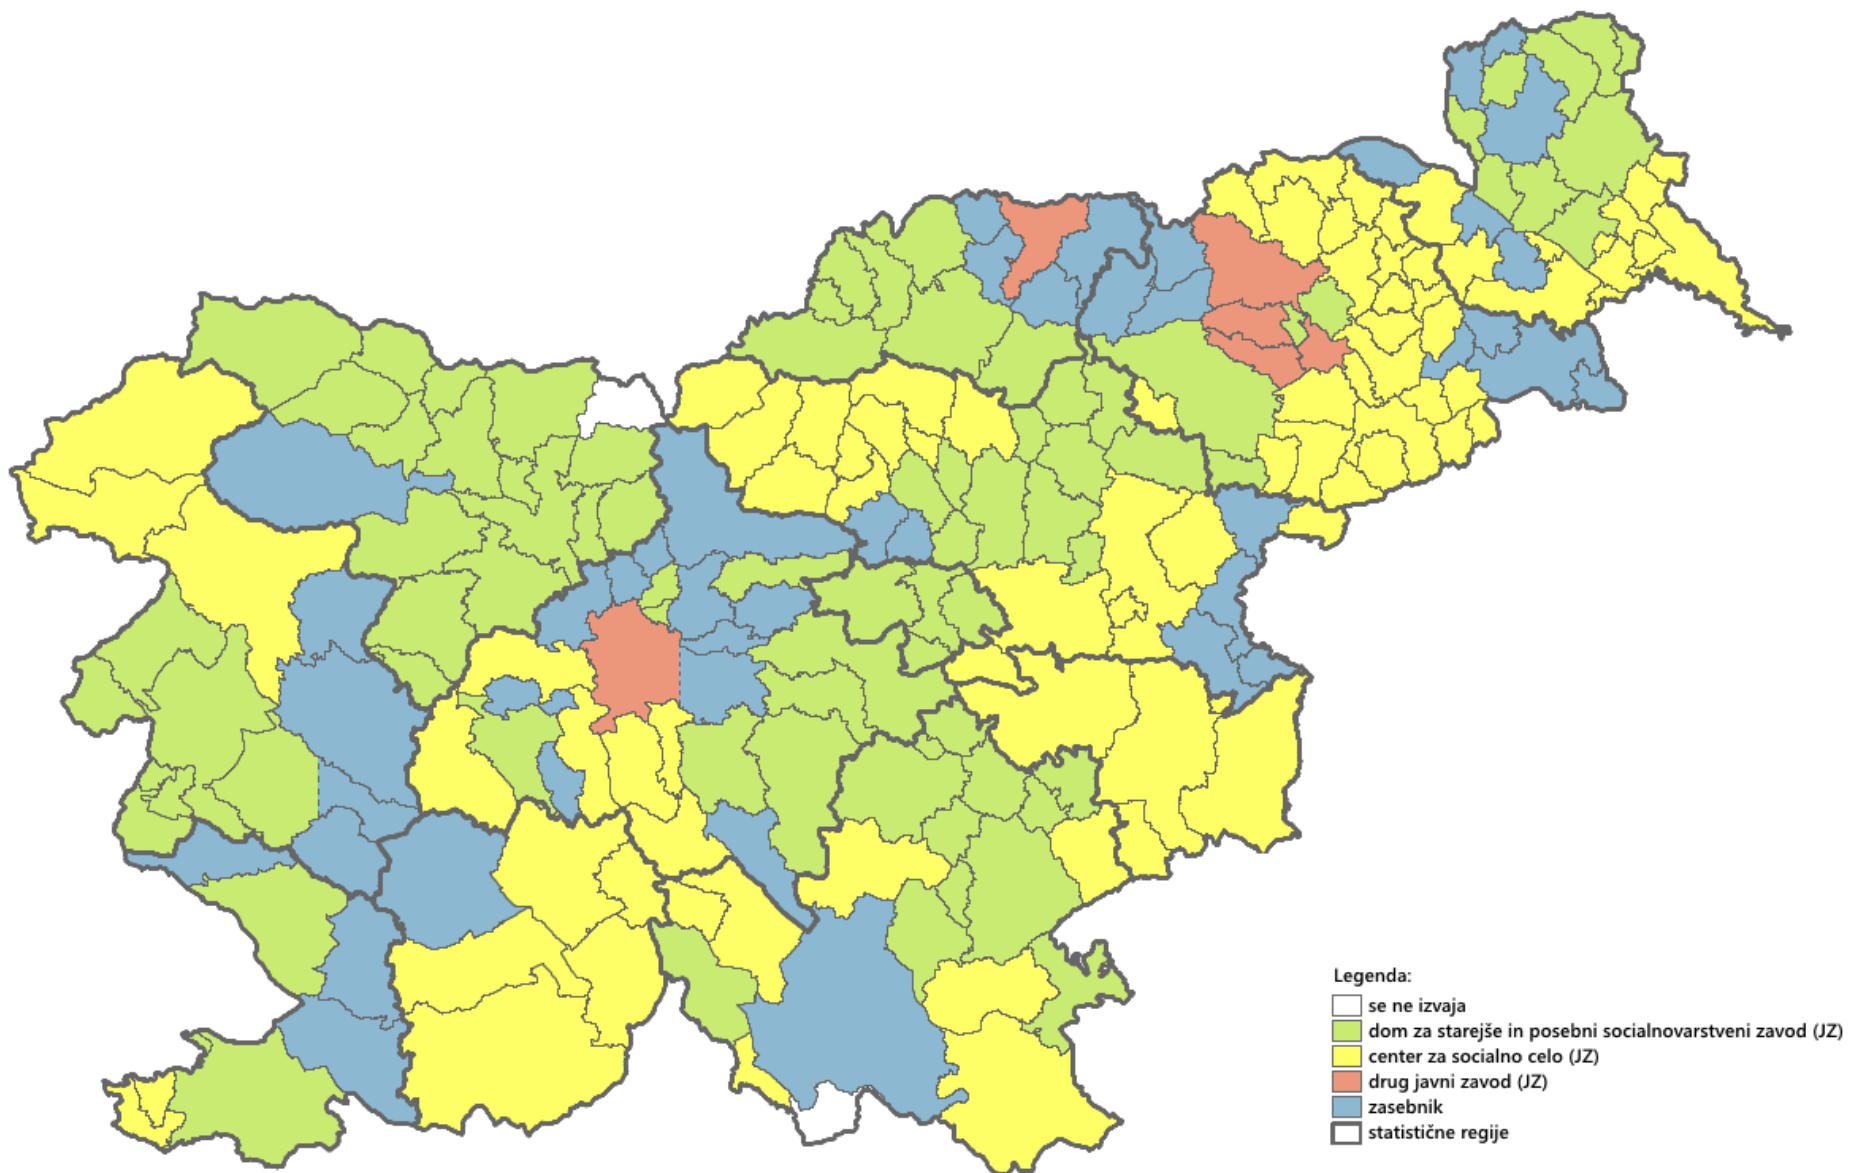 Legenda:
se ne izvaja
dom za starejše in posebni socialnovarstveni zavod (JZ)
center za socialno celo (JZ)
drug javni zavod (JZ)
zasebnik
statistične regije